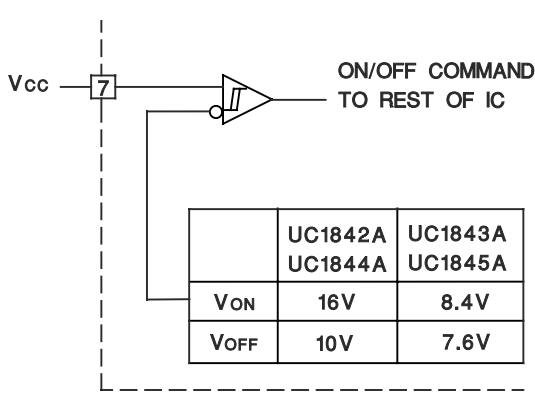 ON/OFF COMMAND
TO REST OF IC
Vcc
7
UC1842A UC1843A
UC1844A UC1845A
VON 16V 8.4V
VOFF 10V 7.6V